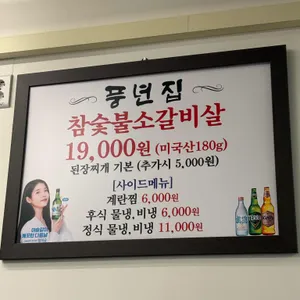 풍년집
참숯불소갈비살
19,000원 (미국산180g)
된장찌개 기본 (추가시 5,000원)
[사이드메뉴]
계란찜 6,000원
후식 물냉,비냉 6,000원
정식 물냉,비냉 11,000원